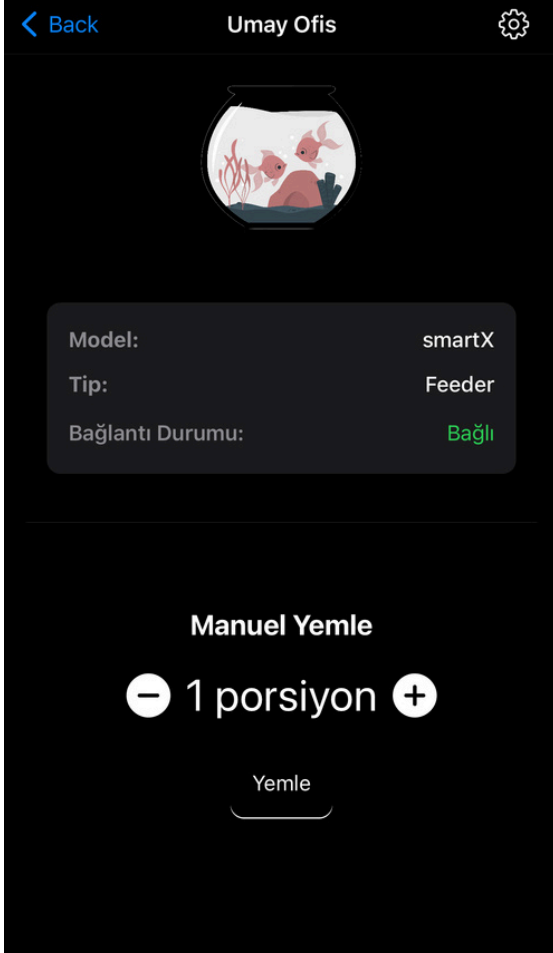 Back
Umay Ofis
Model: smartX
Tip: Feeder
Bağlantı Durumu: Bağlı
Manuel Yemle
1 porsiyon
Yemle